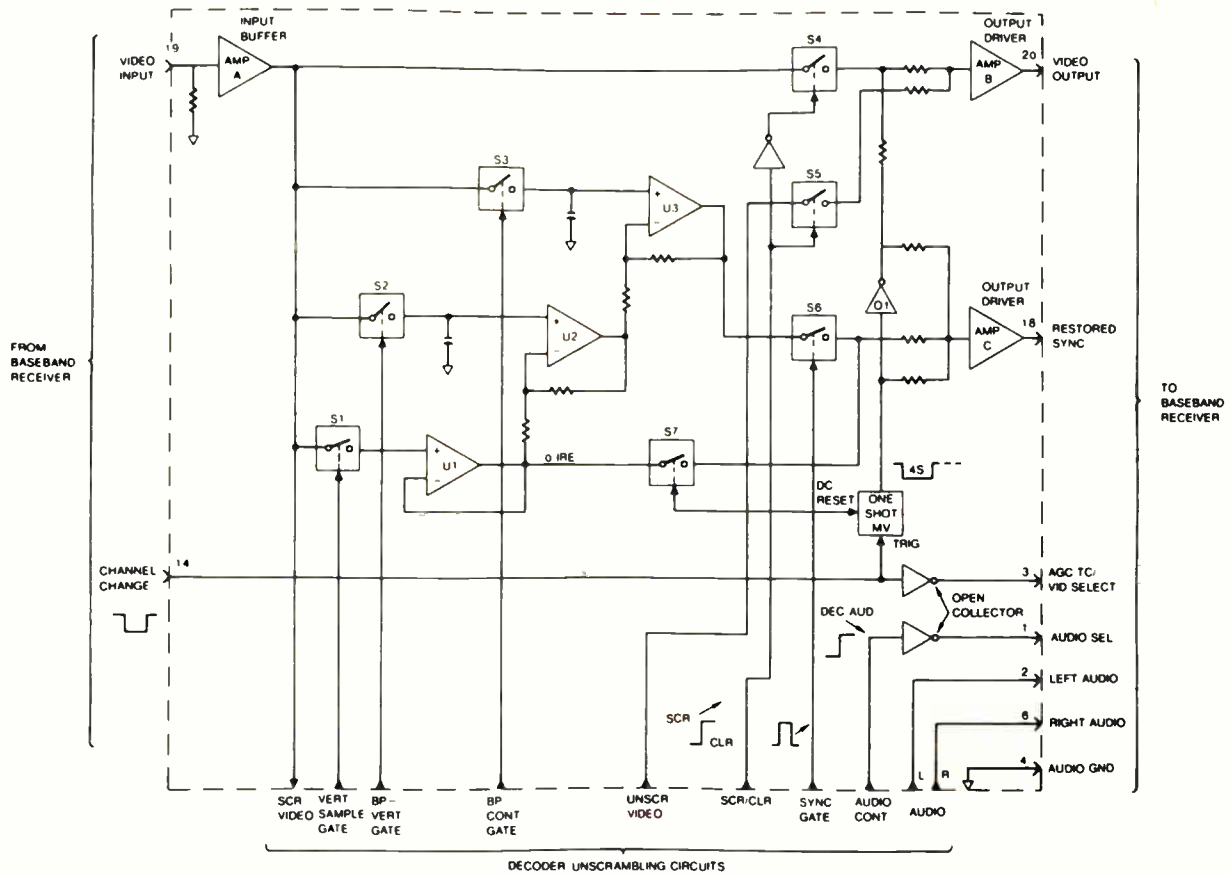 INPUT
BUFFER
OUTPUT
DRIVER
19
VIDEO
INPUT
AMP
A
S4
AMP
B
20
VIDEO
OUTPUT
S3
U3
S5
S2
U2
S6
01
OUTPUT
DRIVER
AMP
C
18
RESTORED
SYNC
FROM
BASEBAND
RECEIVER
TO
BASEBAND
RECEIVER
S1
U1
0 IRE
S7
4S
DC
RESET
ONE
SHOT
MV
TRIG
CHANNEL
CHANGE
14
3
AGC TC/
VID SELECT
OPEN
COLLECTOR
DEC AUD
1
AUDIO SEL
2
LEFT AUDIO
SCR
CLR
6
RIGHT AUDIO
4
AUDIO GND
L
R
SCR
VIDEO
VERT
SAMPLE
GATE
BP-
VERT
GATE
BP
CONT
GATE
UNSCR
VIDEO
SCR/CLR
SYNC
GATE
AUDIO
CONT
AUDIO
DECODER UNSCRAMBLING CIRCUITS